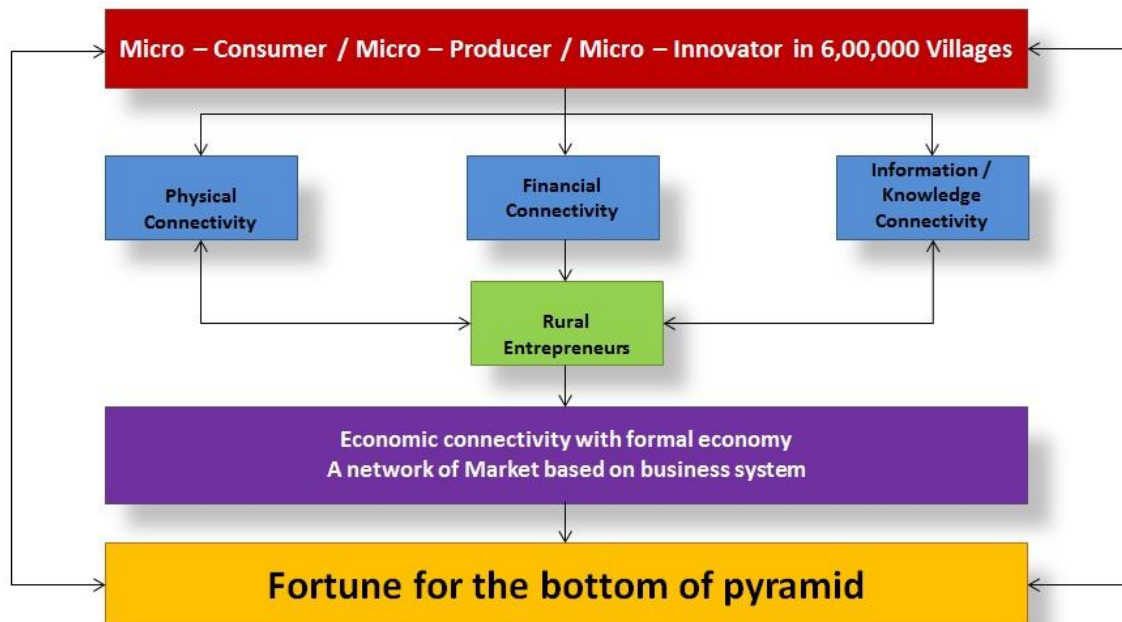 Micro – Consumer / Micro – Producer / Micro – Innovator in 6,00,000 Villages
Physical
Connectivity
Financial
Connectivity
Information /
Knowledge
Connectivity
Rural
Entrepreneurs
Economic connectivity with formal economy
A network of Market based on business system
Fortune for the bottom of pyramid